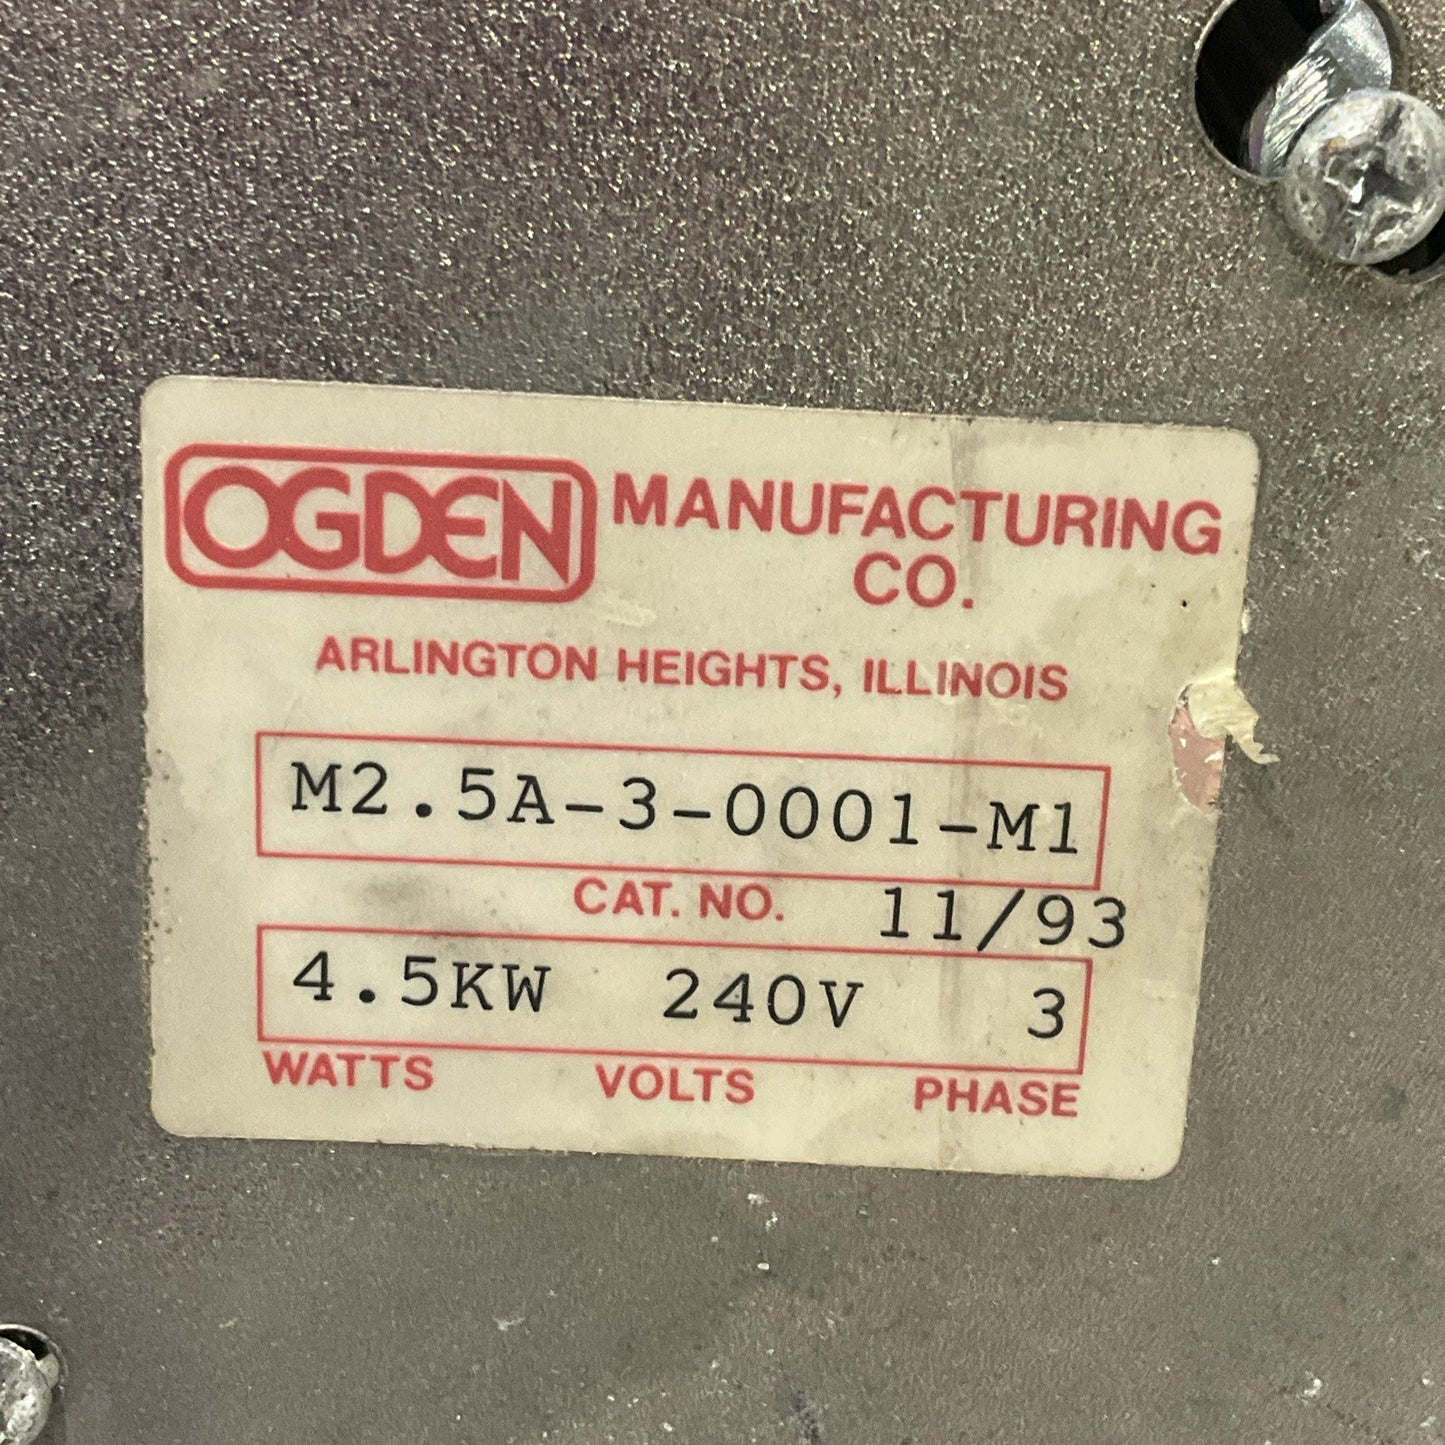 OGDEN MANUFACTURING
CO.
ARLINGTON HEIGHTS, ILLINOIS
M2.5A-3-0001-M1
CAT. NO. 11/93
4.5KW 240V 3
WATTS VOLTS PHASE